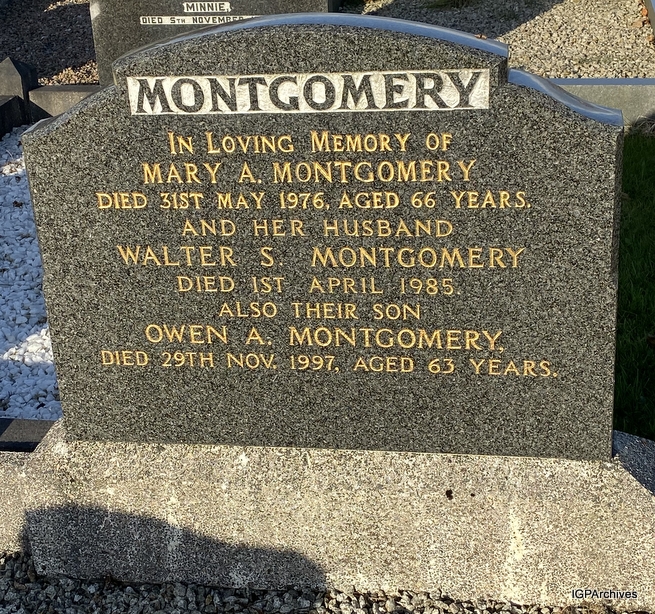 MINNIE,
DIED 5TH NOVEMBER
MONTGOMERY
IN LOVING MEMORY OF
MARY A. MONTGOMERY
DIED 31ST MAY 1976, AGED 66 YEARS.
AND HER HUSBAND
WALTER S MONTGOMERY
DIED 1ST APRIL 1985.
ALSO THEIR SON
OWEN A. MONTGOMERY,
DIED 29TH NOV. 1997, AGED 63 YEARS.
IGPArchives